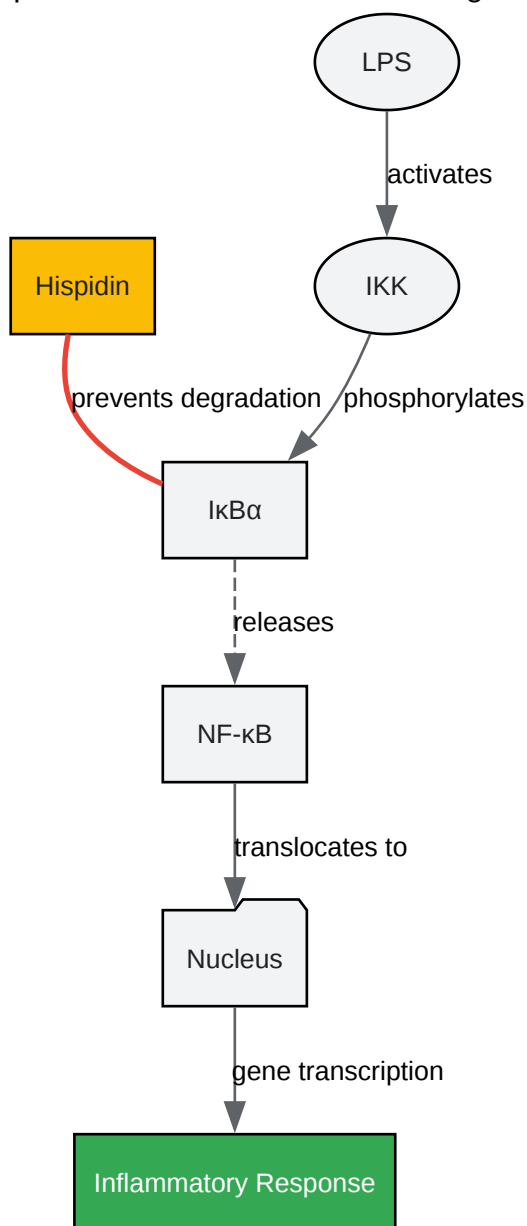 LPS
activates
Hispidin
IKK
prevents degradation
phosphorylates
IκBα
releases
NF-κB
translocates to
Nucleus
gene transcription
Inflammatory Response